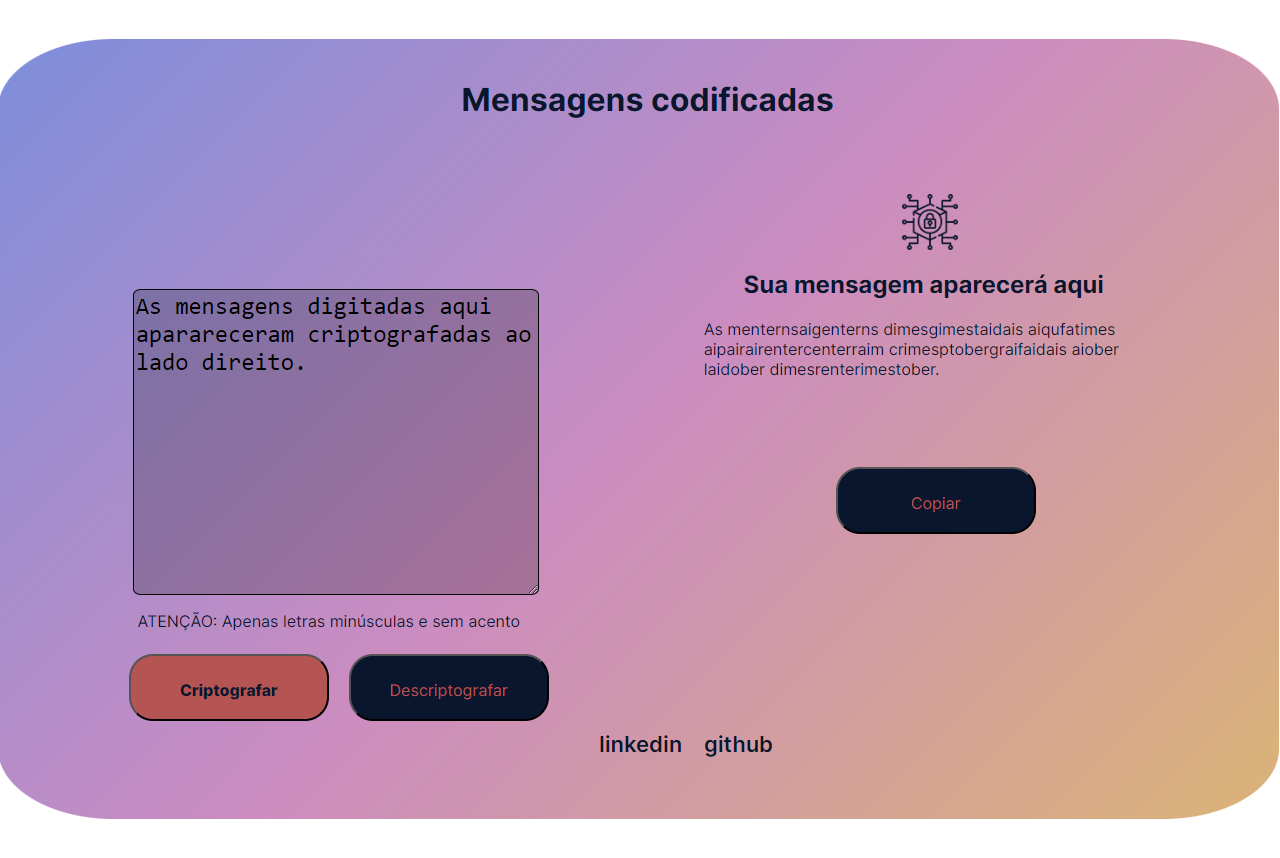 Mensagens codificadas
As mensagens digitadas aqui
aparareceram criptografadas ao
lado direito.
ATENÇÃO: Apenas letras minúsculas e sem acento
Criptografar
Descriptografar
Sua mensagem aparecerá aqui
As menternsaigenterns dimesgimestaidais aiqufatimes
aipairairentercenterraim crimesptobergraifaidais aiober
laidober dimesrenterimestober.
Copiar
linkedin github